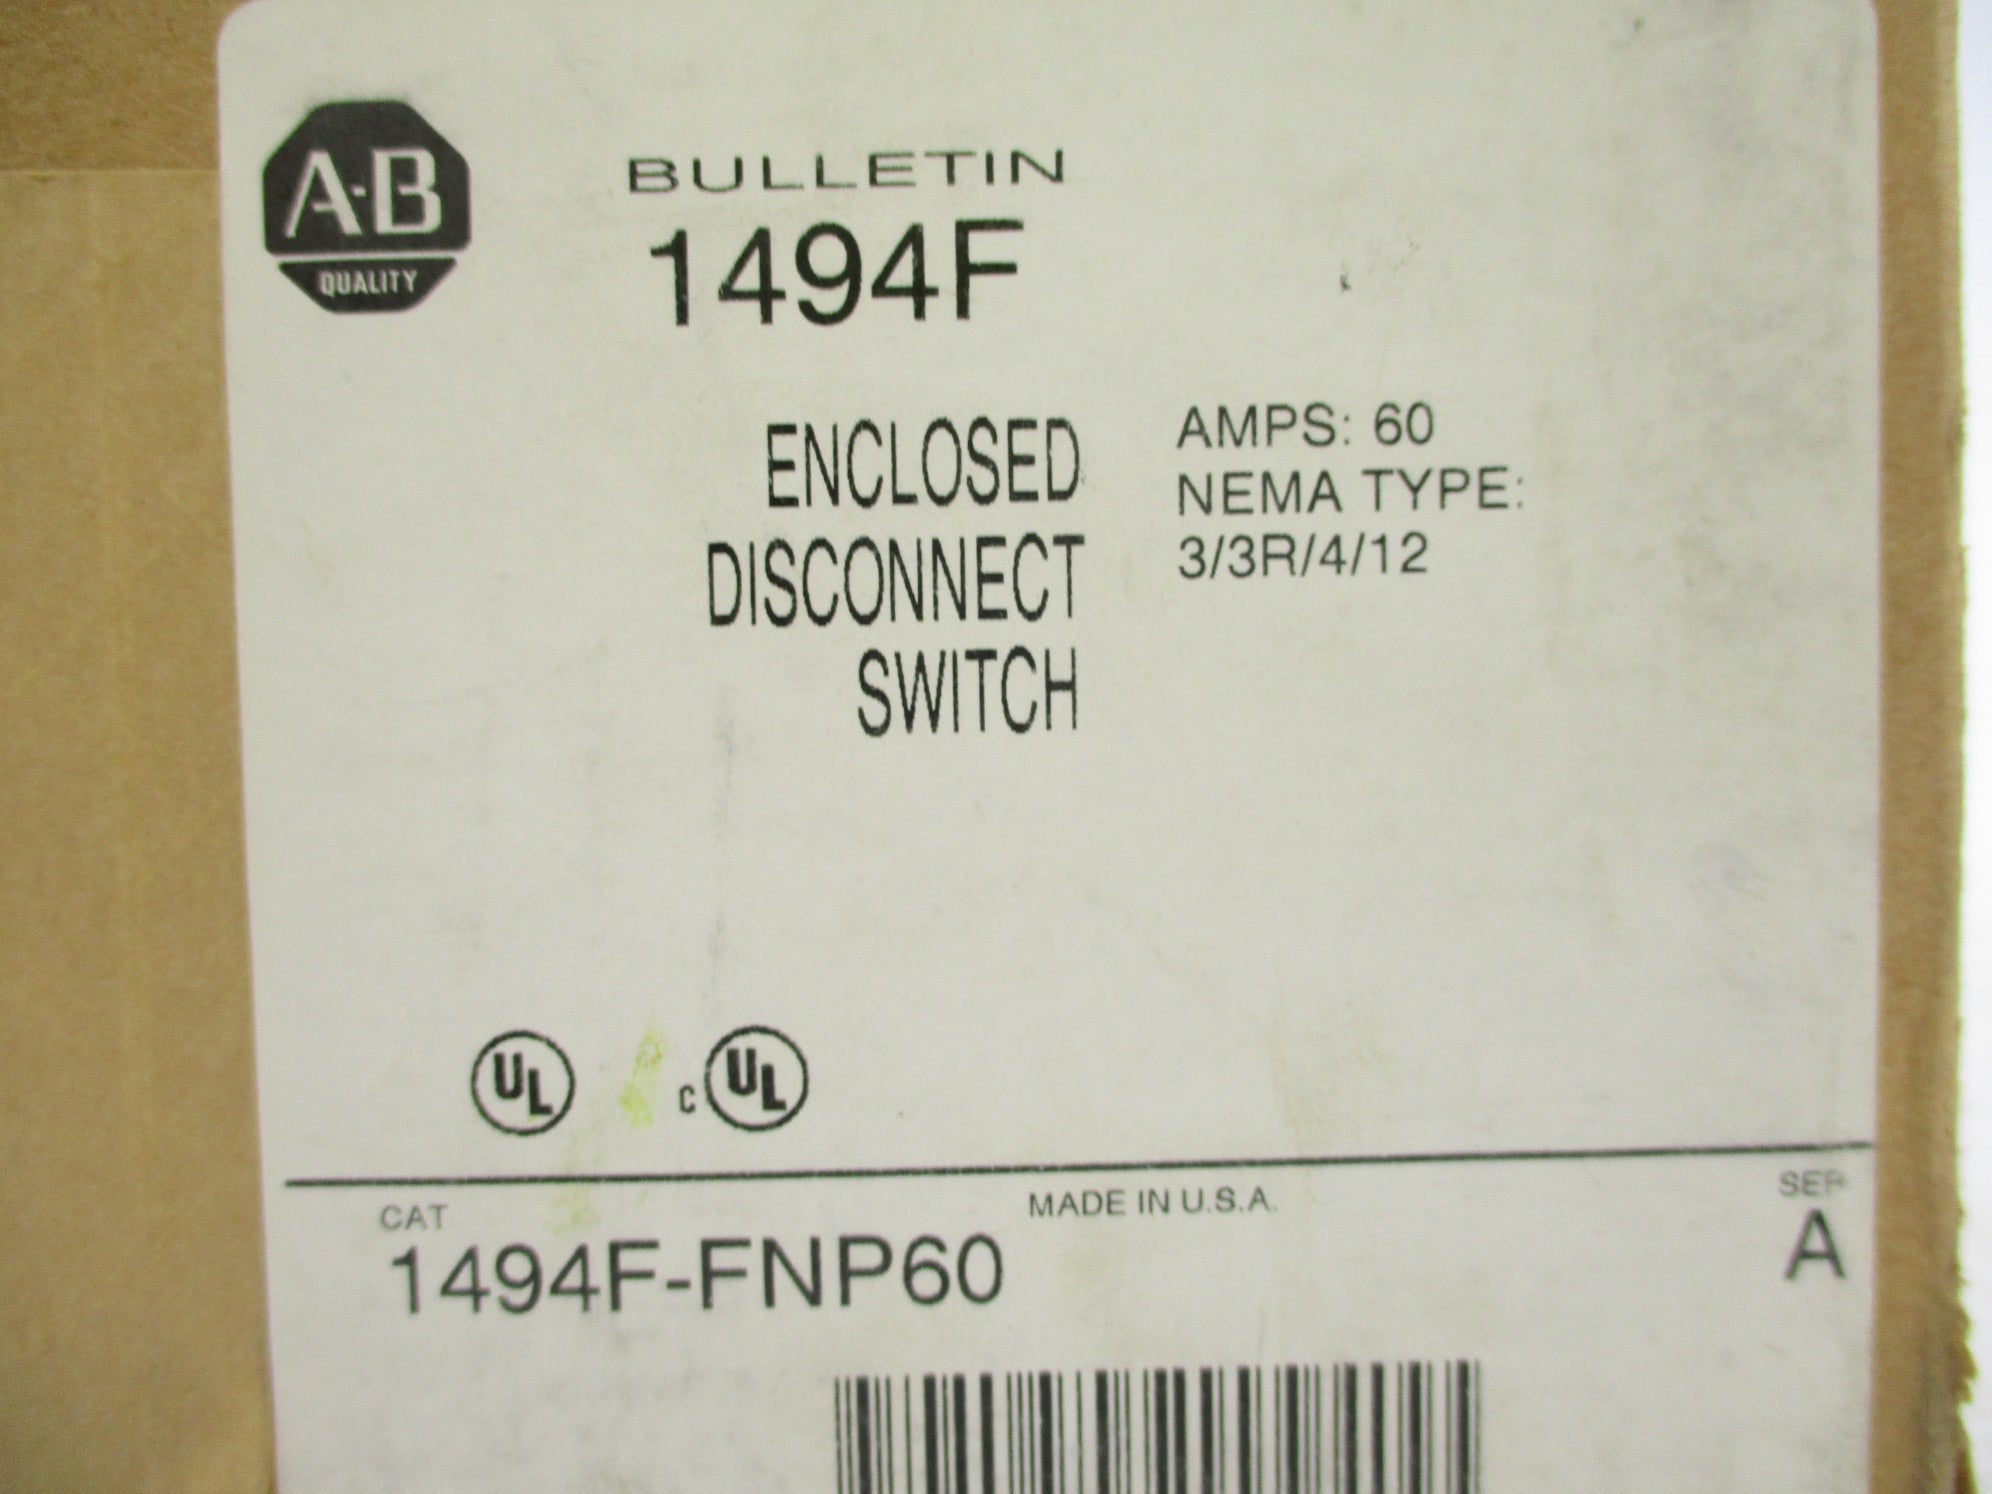 A-B
QUALITY
BULLETIN
1494F
ENCLOSED
DISCONNECT
SWITCH
AMPS: 60
NEMA TYPE:
3/3R/4/12
UL
c UL
CAT
1494F-FNP60
MADE IN U.S.A.
SER
A